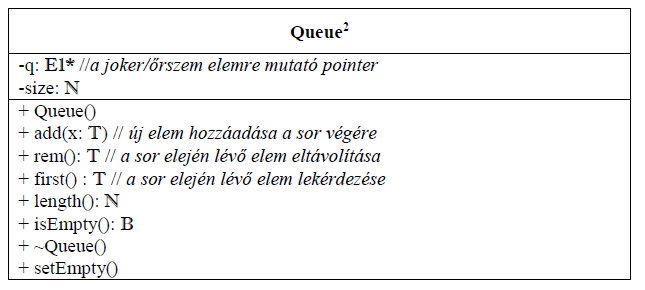 Queue²
-q: E1* //a joker/őrszem elemre mutató pointer
-size: ℕ
+ Queue()
+ add(x: T) // új elem hozzáadása a sor végére
+ rem(): T // a sor elején lévő elem eltávolítása
+ first() : T // a sor elején lévő elem lekérdezése
+ length(): ℕ
+ isEmpty(): 𝔹
+ ~Queue()
+ setEmpty()